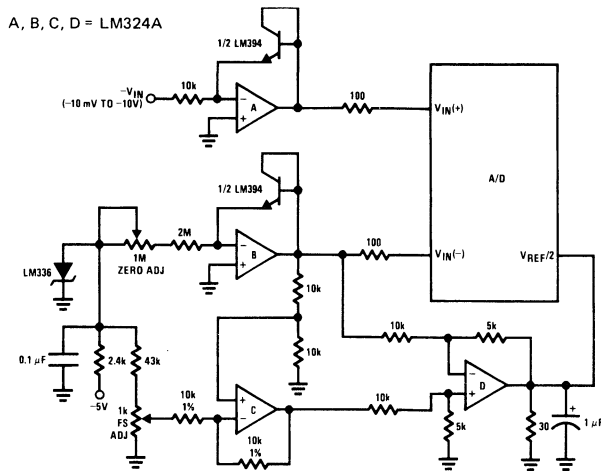 A, B, C, D = LM324A
1/2 LM394
–VIN
(–10 mV TO –10V)
10k
–
+
A
100
VIN(+)
A/D
1/2 LM394
LM336
1M
ZERO ADJ
2M
–
+
B
100
VIN(–)
VREF/2
10k
10k
5k
10k
0.1 μF
2.4k
43k
–5V
1k
FS
ADJ
10k
1%
+
–
C
10k
1%
10k
–
+
D
5k
30
+
1 μF